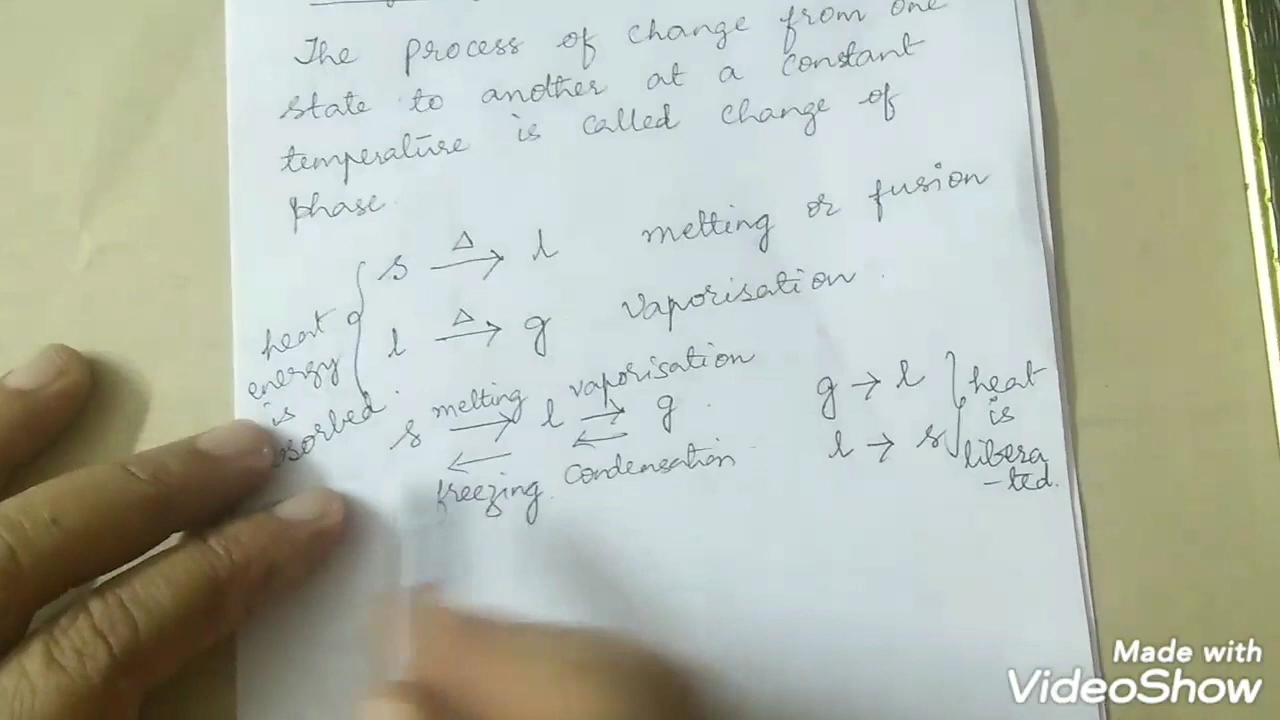 The process of change from one
state to another at a constant
temperature is called change of
phase.
s Δ→ l melting or fusion
l Δ→ g vaporisation.
heat
energy
is
s melting → l vaporisation → g.
← freezing. ← condensation
g → l
l → s
heat
is
libera
-ted.
Made with
VideoShow